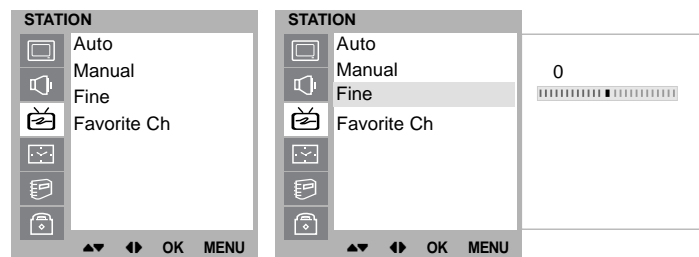 STATION
Auto
Manual
Fine
Favorite Ch
OK MENU
STATION
Auto
Manual
Fine
Favorite Ch
OK MENU
0